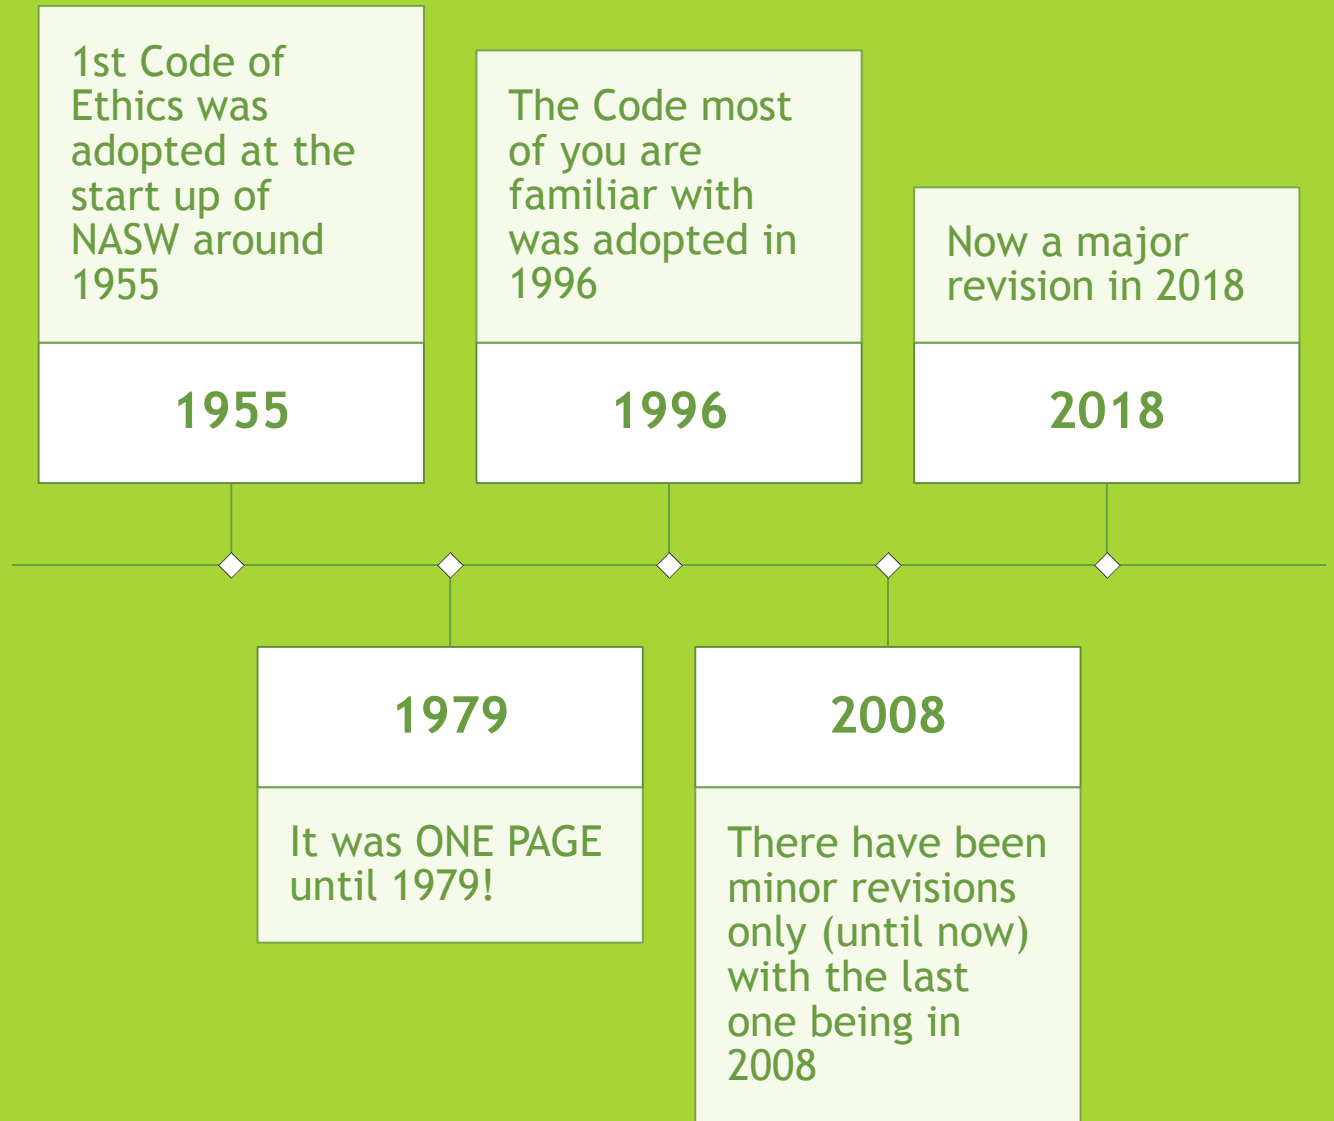 1st Code of
Ethics was
adopted at the
start up of
NASW around
1955
1955
1979
It was ONE PAGE
until 1979!
The Code most
of you are
familiar with
was adopted in
1996
1996
2008
There have been
minor revisions
only (until now)
with the last
one being in
2008
Now a major
revision in 2018
2018